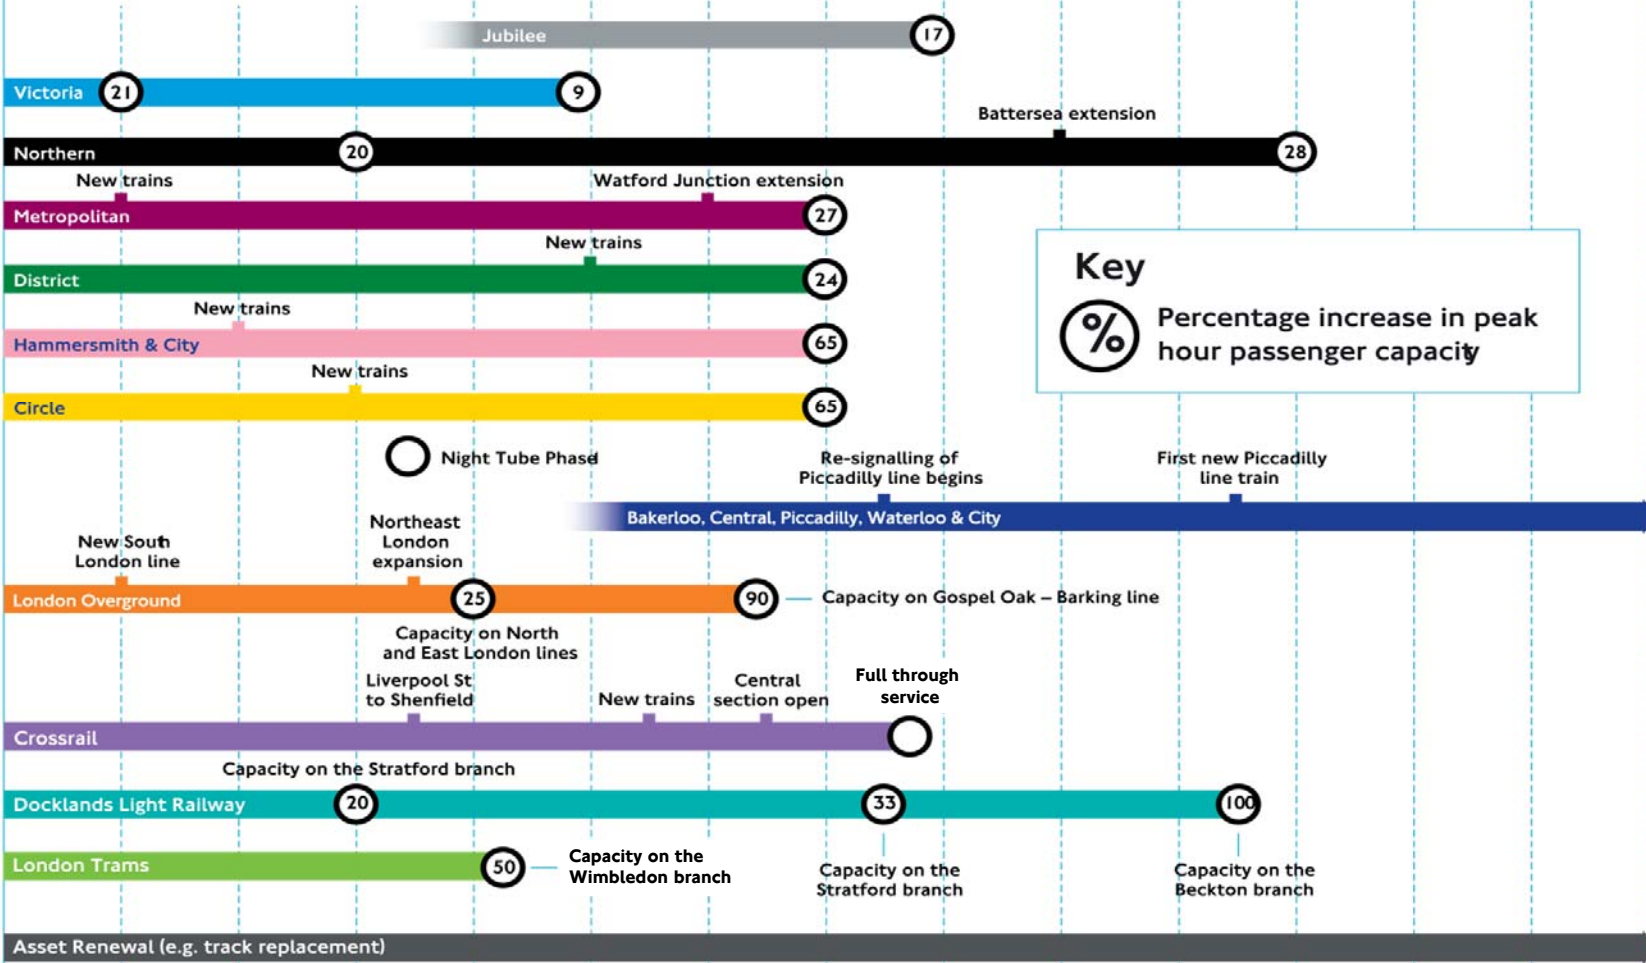 Jubilee
17
Victoria
21
9
Battersea extension
Northern
20
28
New trains
Watford Junction extension
Metropolitan
27
New trains
District
24
New trains
Hammersmith & City
65
New trains
Circle
65
Key
%
Percentage increase in peak
hour passenger capacity
Night Tube Phase
Re-signalling of
Piccadilly line begins
First new Piccadilly
line train
Bakerloo, Central, Piccadilly, Waterloo & City
New South
London line
Northeast
London
expansion
London Overground
25
90
Capacity on Gospel Oak – Barking line
Capacity on North
and East London lines
Liverpool St
to Shenfield
New trains
Central
section open
Full through
service
Crossrail
Capacity on the Stratford branch
Docklands Light Railway
20
33
100
London Trams
50
Capacity on the
Wimbledon branch
Capacity on the
Stratford branch
Capacity on the
Beckton branch
Asset Renewal (e.g. track replacement)